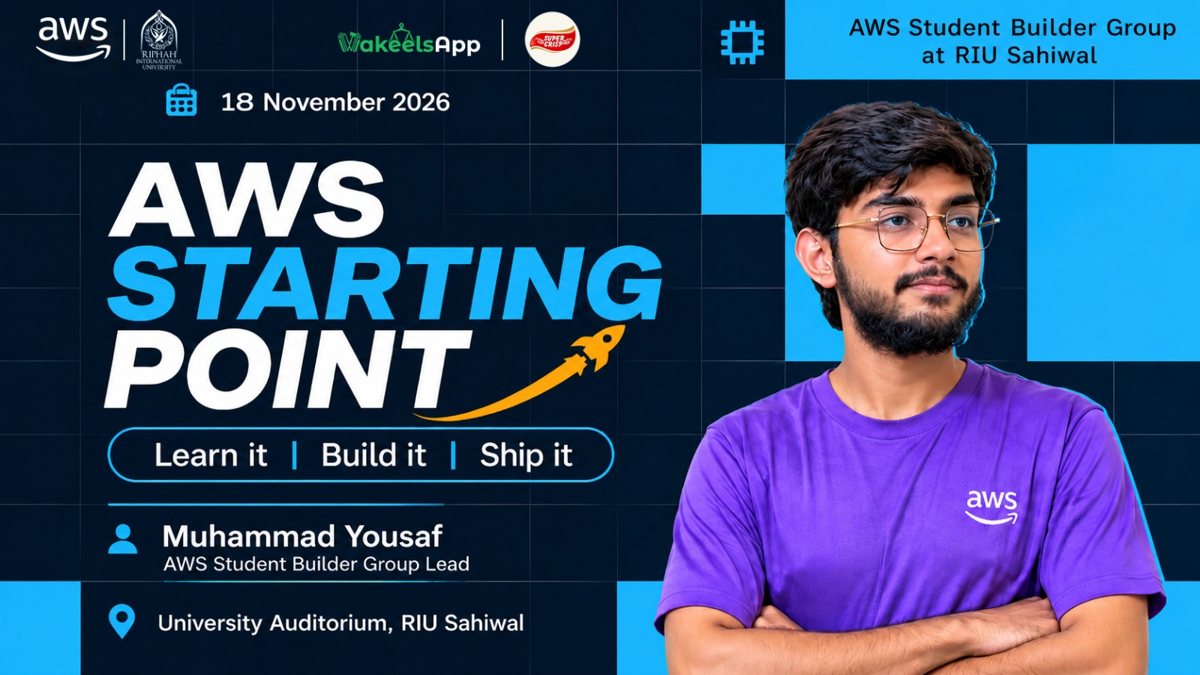 aws
RIPHAH
INTERNATIONAL
UNIVERSITY
WakeelsApp
SUPER
CRISP
AWS Student Builder Group
at RIU Sahiwal
18 November 2026
AWS
STARTING
POINT
Learn it | Build it | Ship it
Muhammad Yousaf
AWS Student Builder Group Lead
University Auditorium, RIU Sahiwal
aws